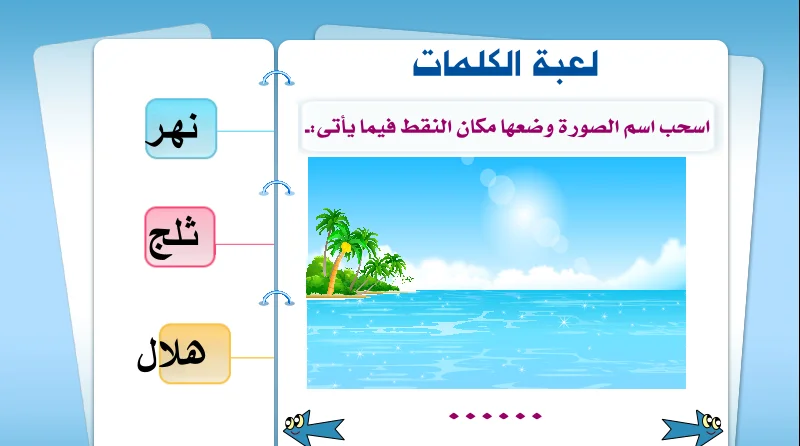 لعبة الكلمات
اسحب اسم الصورة وضعها مكان النقط فيما يأتى :ـ
نهر
ثلج
هلال